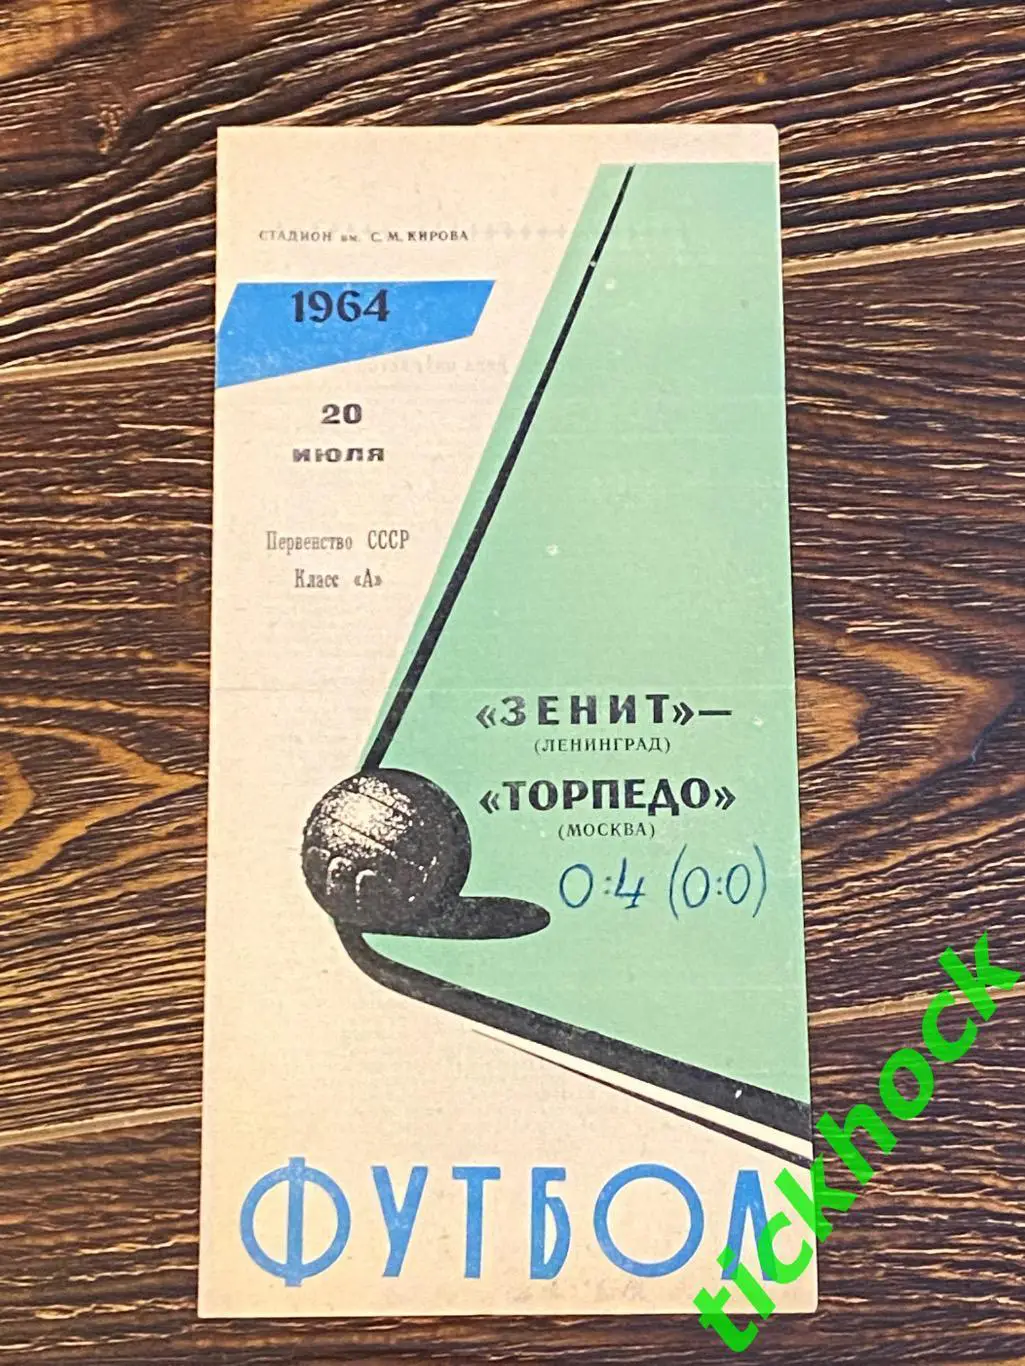 СТАДИОН им. С. М. КИРОВА
1964
20
ИЮЛЯ
Первенство СССР
Класс «А»
«ЗЕНИТ»—
(ЛЕНИНГРАД)
«ТОРПЕДО»
(МОСКВА)
0:4 (0:0)
ФУТБОЛ
tickhock